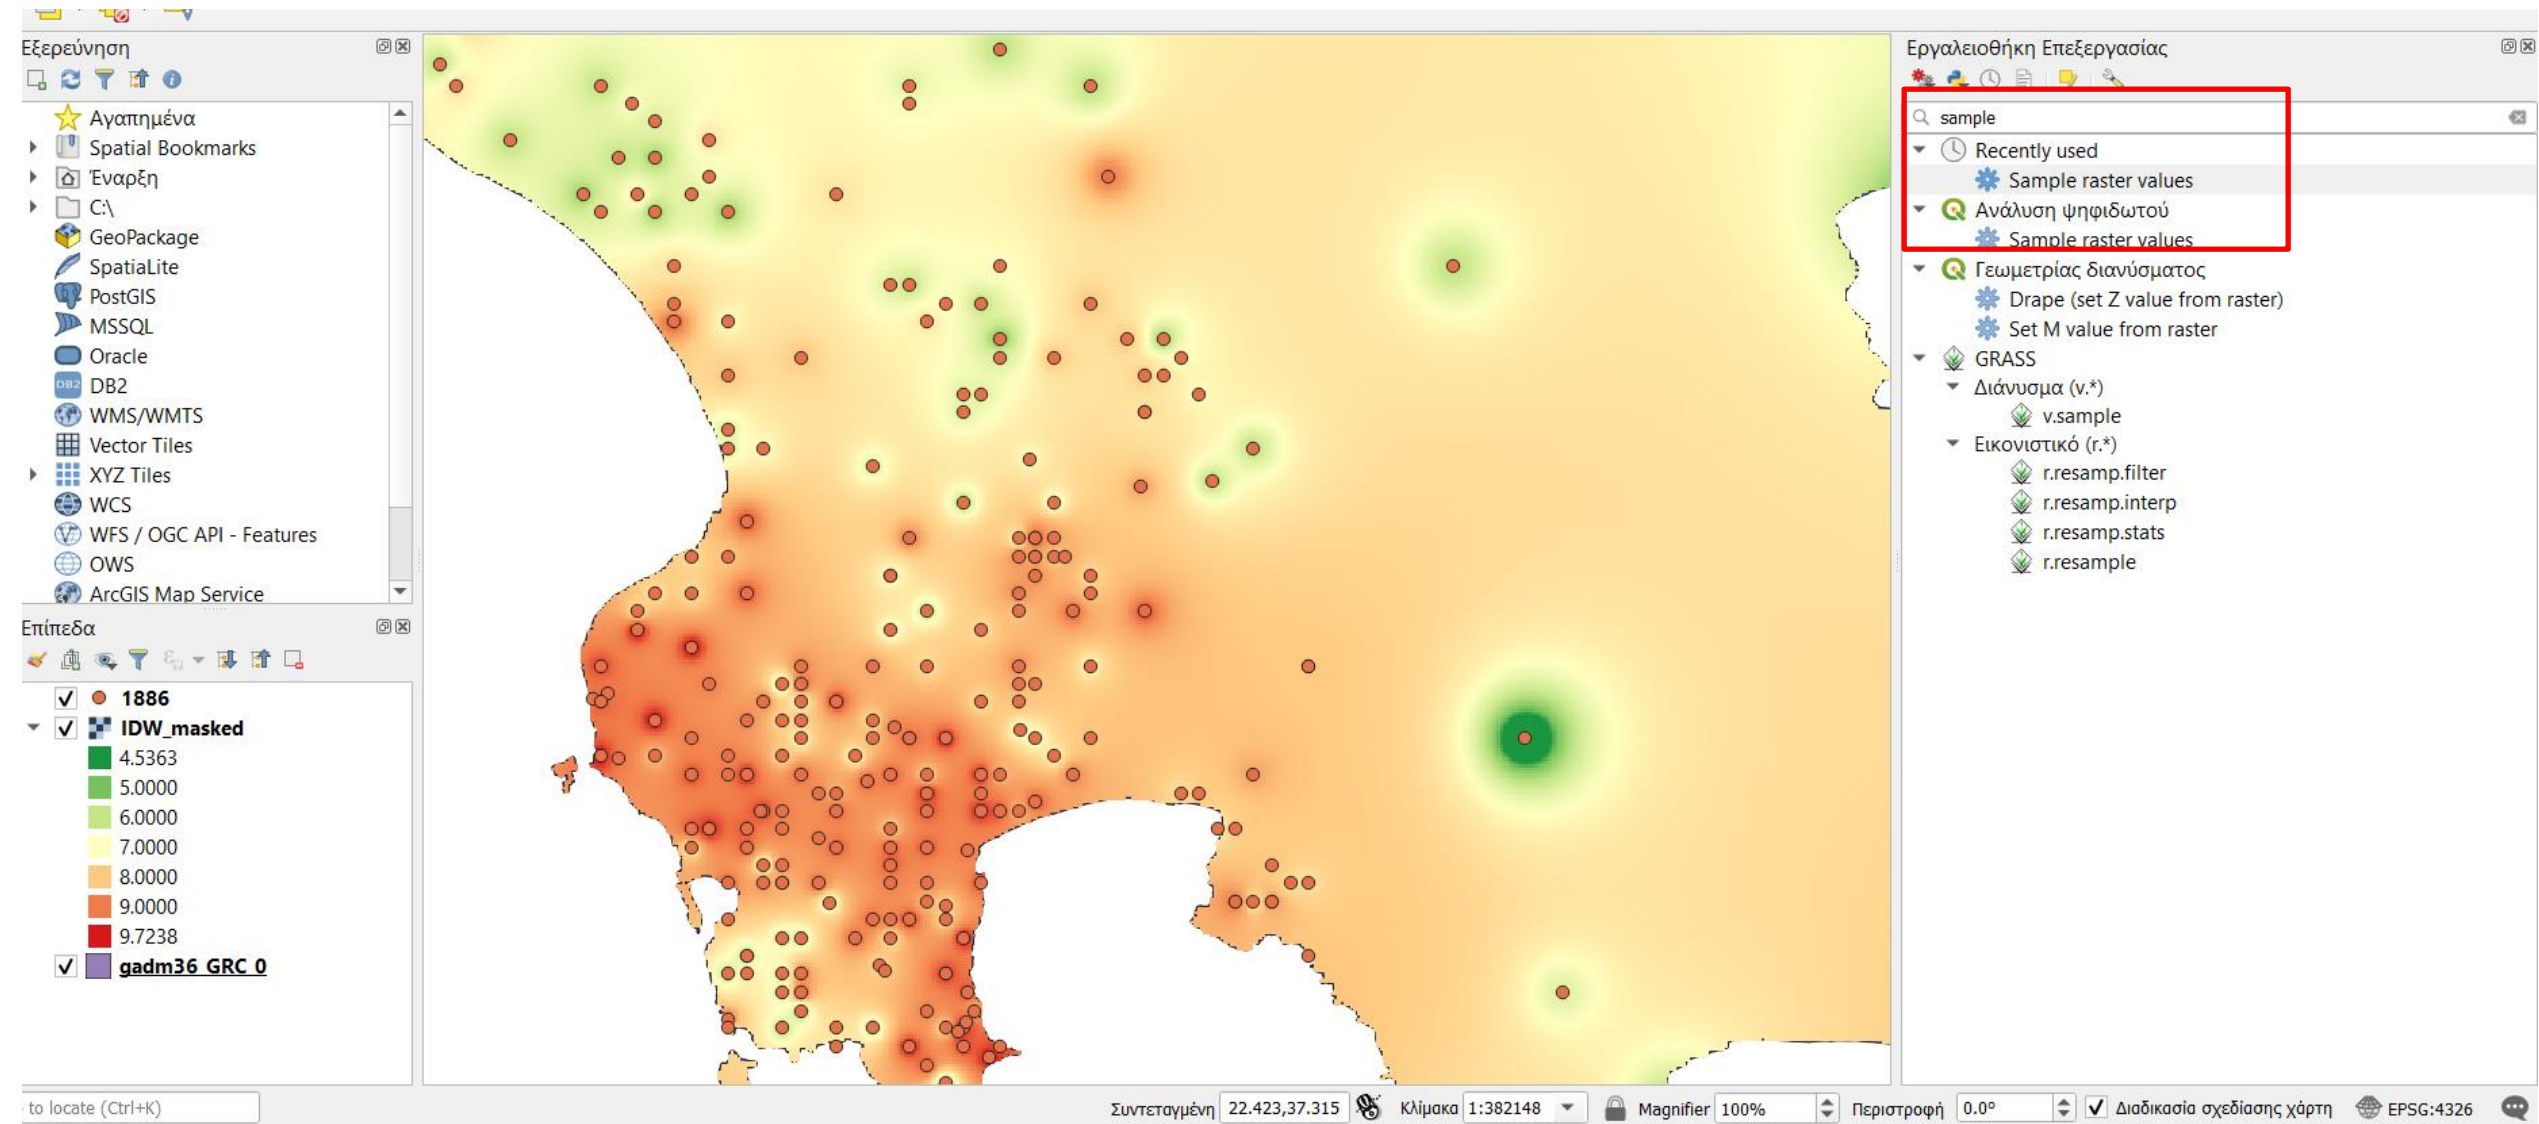 Εξερεύνηση
Αγαπημένα
Spatial Bookmarks
Έναρξη
C:\
GeoPackage
SpatiaLite
PostGIS
MSSQL
Oracle
DB2
DB2
WMS/WMTS
Vector Tiles
XYZ Tiles
WCS
WFS / OGC API - Features
OWS
ArcGIS Map Service
Επίπεδα
1886
IDW_masked
4.5363
5.0000
6.0000
7.0000
8.0000
9.0000
9.7238
gadm36_GRC_0
Εργαλειοθήκη Επεξεργασίας
sample
Recently used
Sample raster values
Ανάλυση ψηφιδωτού
Sample raster values
Γεωμετρίας διανύσματος
Drape (set Z value from raster)
Set M value from raster
GRASS
Διάνυσμα (v.*)
v.sample
Εικονιστικό (r.*)
r.resamp.filter
r.resamp.interp
r.resamp.stats
r.resample
to locate (Ctrl+K)
Συντεταγμένη 22.423,37.315 Κλίμακα 1:382148 Magnifier 100% Περιστροφή 0.0° Διαδικασία σχεδίασης χάρτη EPSG:4326